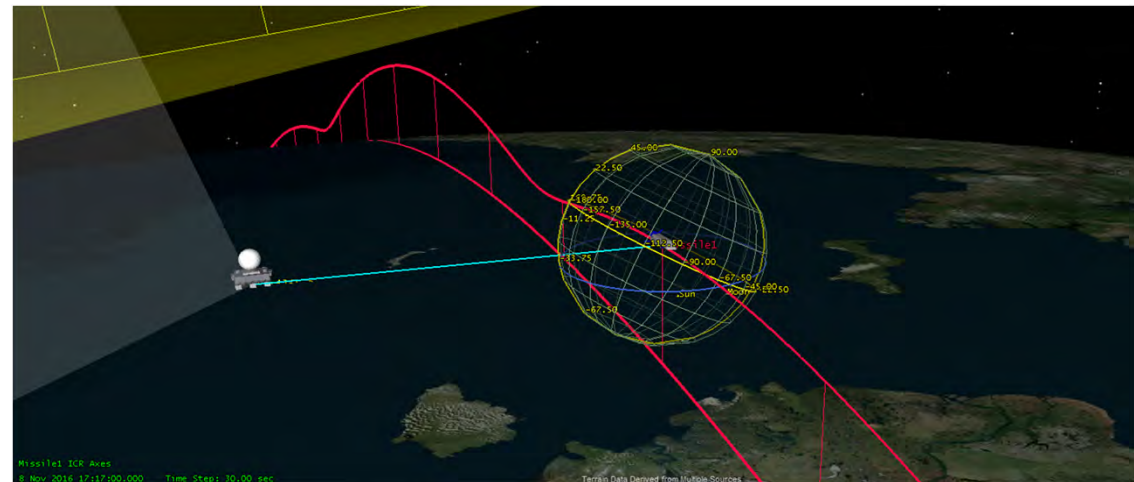 45.00
90.00
22.50
-180.00
-157.50
-11.25
-135.00
-112.50
-33.75
-90.00
-67.50
-45.00
-22.50
Sun
Moon
-67.50
Missile1 ICR Axes
8 Nov 2016 17:17:00.000 Time Step: 30.00 sec
Terrain Data Derived from Multiple Sources